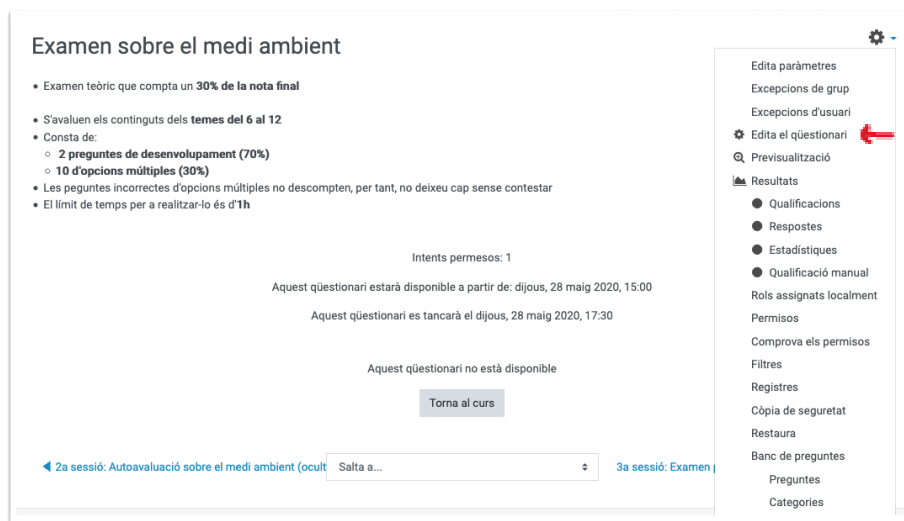 Examen sobre el medi ambient
Examen teòric que compta un 30% de la nota final
S'avaluen els continguts dels temes del 6 al 12
Consta de:
2 preguntes de desenvolupament (70%)
10 d'opcions múltiples (30%)
Les peguntes incorrectes d'opcions múltiples no descompten, per tant, no deixeu cap sense contestar
El límit de temps per a realitzar-lo és d'1h
Intents permesos: 1
Aquest qüestionari estarà disponible a partir de: dijous, 28 maig 2020, 15:00
Aquest qüestionari es tancarà el dijous, 28 maig 2020, 17:30
Aquest qüestionari no està disponible
Torna al curs
2a sessió: Autoavaluació sobre el medi ambient (ocult
Salta a...
3a sessió: Examen
Edita paràmetres
Excepcions de grup
Excepcions d'usuari
Edita el qüestionari
Previsualització
Resultats
Qualificacions
Respostes
Estadístiques
Qualificació manual
Rols assignats localment
Permisos
Comprova els permisos
Filtres
Registres
Còpia de seguretat
Restaura
Banc de preguntes
Preguntes
Categories